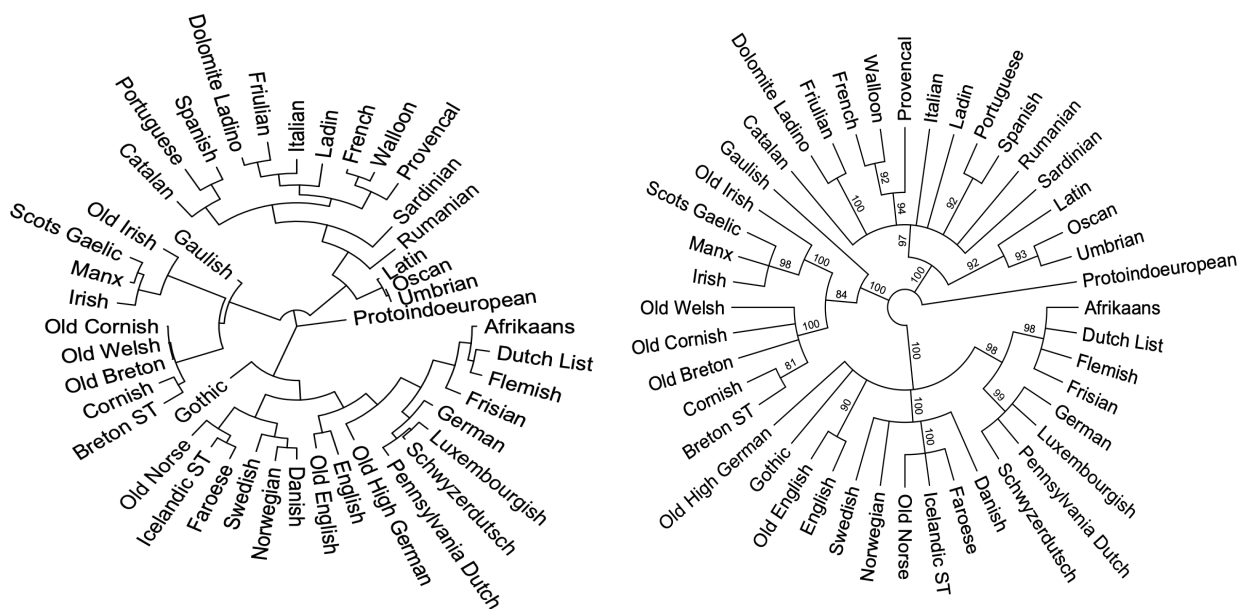 Dolomite Ladino
Friulian
Italian
Ladin
French
Walloon
Provencal
Sardinian
Rumanian
Latin
Oscan
Umbrian
Protoindoeuropean
Afrikaans
Dutch List
Flemish
Frisian
German
Luxembourgish
Schwyzerdutsch
Pennsylvania Dutch
Old High German
English
Old English
Danish
Norwegian
Swedish
Faroese
Icelandic ST
Old Norse
Gothic
Breton ST
Cornish
Old Breton
Old Welsh
Old Cornish
Irish
Manx
Scots Gaelic
Old Irish
Gaulish
Catalan
Spanish
Portuguese
Dolomite Ladino
Friulian
French
Walloon
Provencal
Italian
Ladin
Portuguese
Spanish
Rumanian
Sardinian
Latin
Oscan
Umbrian
Protoindoeuropean
Afrikaans
Dutch List
Flemish
Frisian
German
Luxembourgish
Pennsylvania Dutch
Schwyzerdutsch
Danish
Faroese
Icelandic ST
Old Norse
Norwegian
Swedish
English
Old English
Gothic
Old High German
Breton ST
Cornish
Old Breton
Old Cornish
Old Welsh
Irish
Manx
Scots Gaelic
Old Irish
Gaulish
Catalan
100
92
94
97
92
92
93
100
100
100
98
84
100
81
100
98
98
99
90
100
100